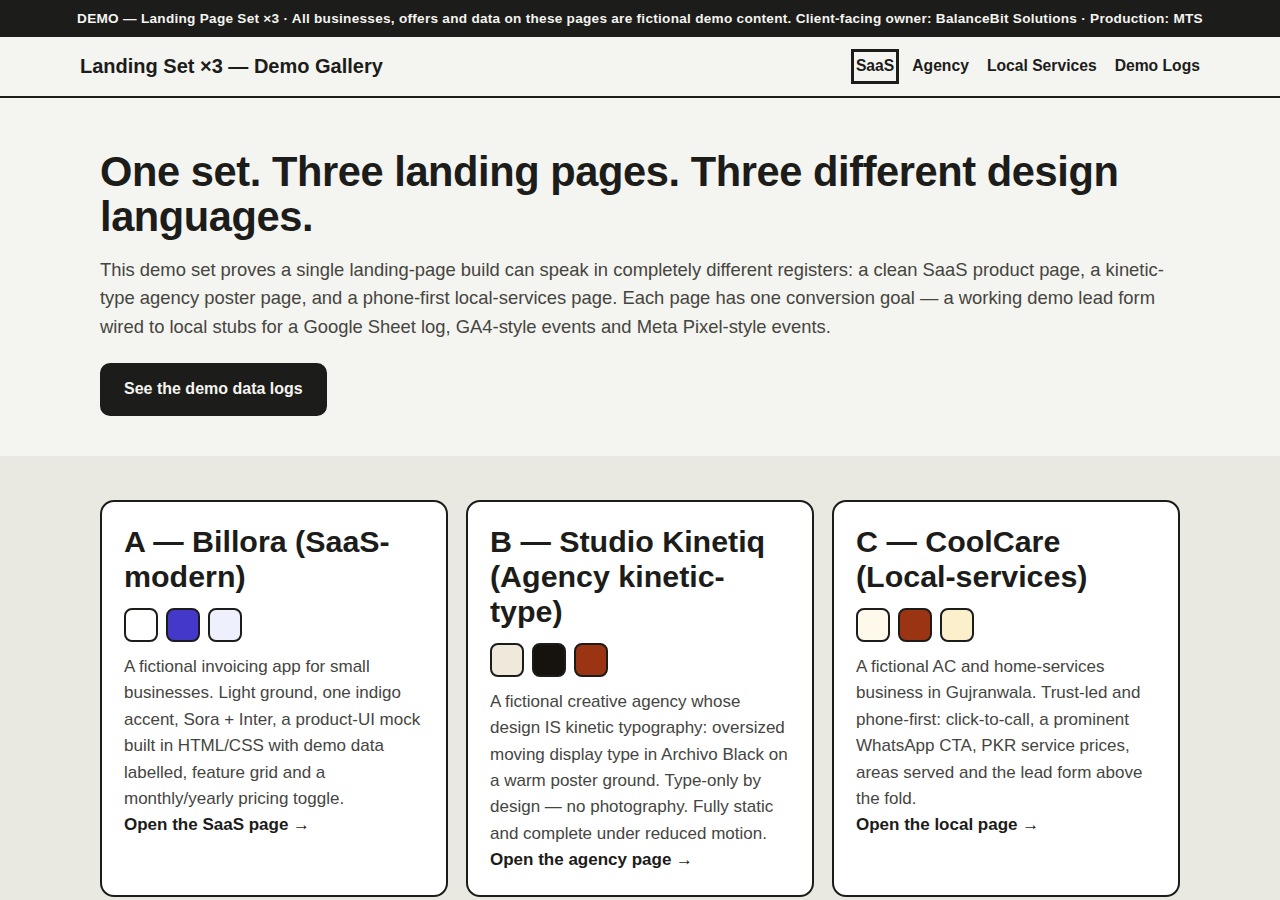 DEMO — Landing Page Set ×3 · All businesses, offers and data on these pages are fictional demo content. Client-facing owner: BalanceBit Solutions · Production: MTS
Landing Set ×3 — Demo Gallery
SaaS Agency Local Services Demo Logs
One set. Three landing pages. Three different design
languages.
This demo set proves a single landing-page build can speak in completely different registers: a clean SaaS product page, a kinetic-
type agency poster page, and a phone-first local-services page. Each page has one conversion goal — a working demo lead form
wired to local stubs for a Google Sheet log, GA4-style events and Meta Pixel-style events.
See the demo data logs
A — Billora (SaaS-
modern)
A fictional invoicing app for small
businesses. Light ground, one indigo
accent, Sora + Inter, a product-UI mock
built in HTML/CSS with demo data
labelled, feature grid and a
monthly/yearly pricing toggle.
Open the SaaS page →
B — Studio Kinetiq
(Agency kinetic-
type)
A fictional creative agency whose
design IS kinetic typography: oversized
moving display type in Archivo Black on
a warm poster ground. Type-only by
design — no photography. Fully static
and complete under reduced motion.
Open the agency page →
C — CoolCare
(Local-services)
A fictional AC and home-services
business in Gujranwala. Trust-led and
phone-first: click-to-call, a prominent
WhatsApp CTA, PKR service prices,
areas served and the lead form above
the fold.
Open the local page →